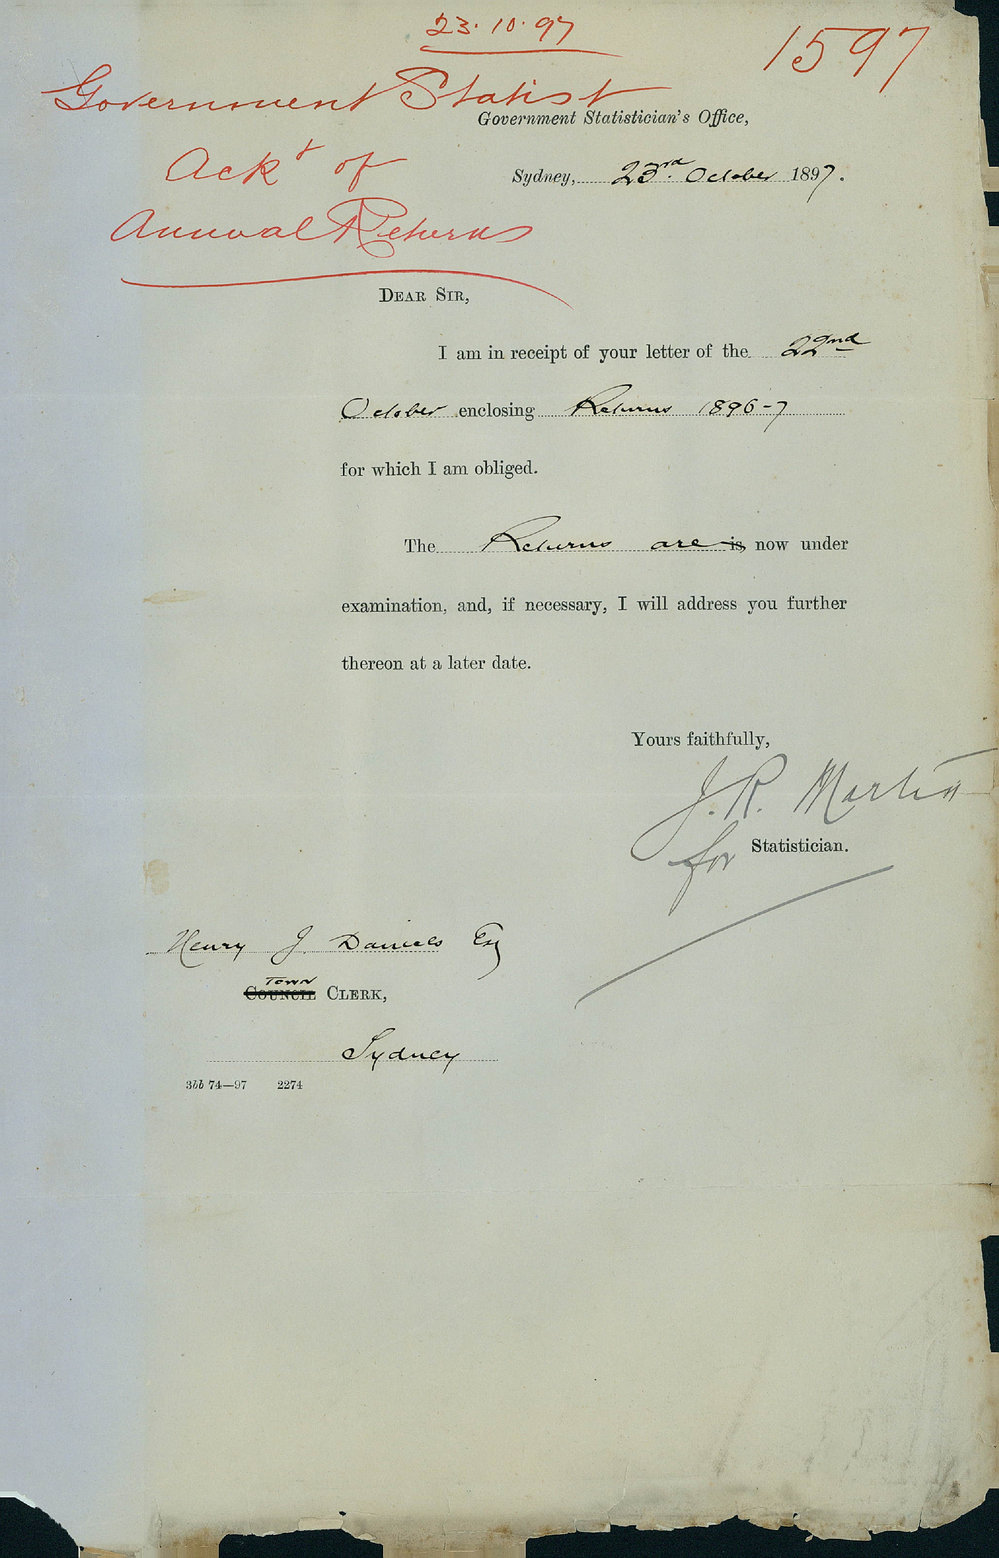 23.10.97
1597
Government Statist
Government Statistician's Office,
Ackt of
Sydney, 23rd. October 1897.
Annual Returns
DEAR SIR,
I am in receipt of your letter of the 22nd
October enclosing Returns 1896-7
for which I am obliged.
The Returns are is now under
examination, and, if necessary, I will address you further
thereon at a later date.
Yours faithfully,
J. R. Martin
for Statistician.
Henry J. Daniels Esq
Town
COUNCIL CLERK,
Sydney
3bb 74—97 2274